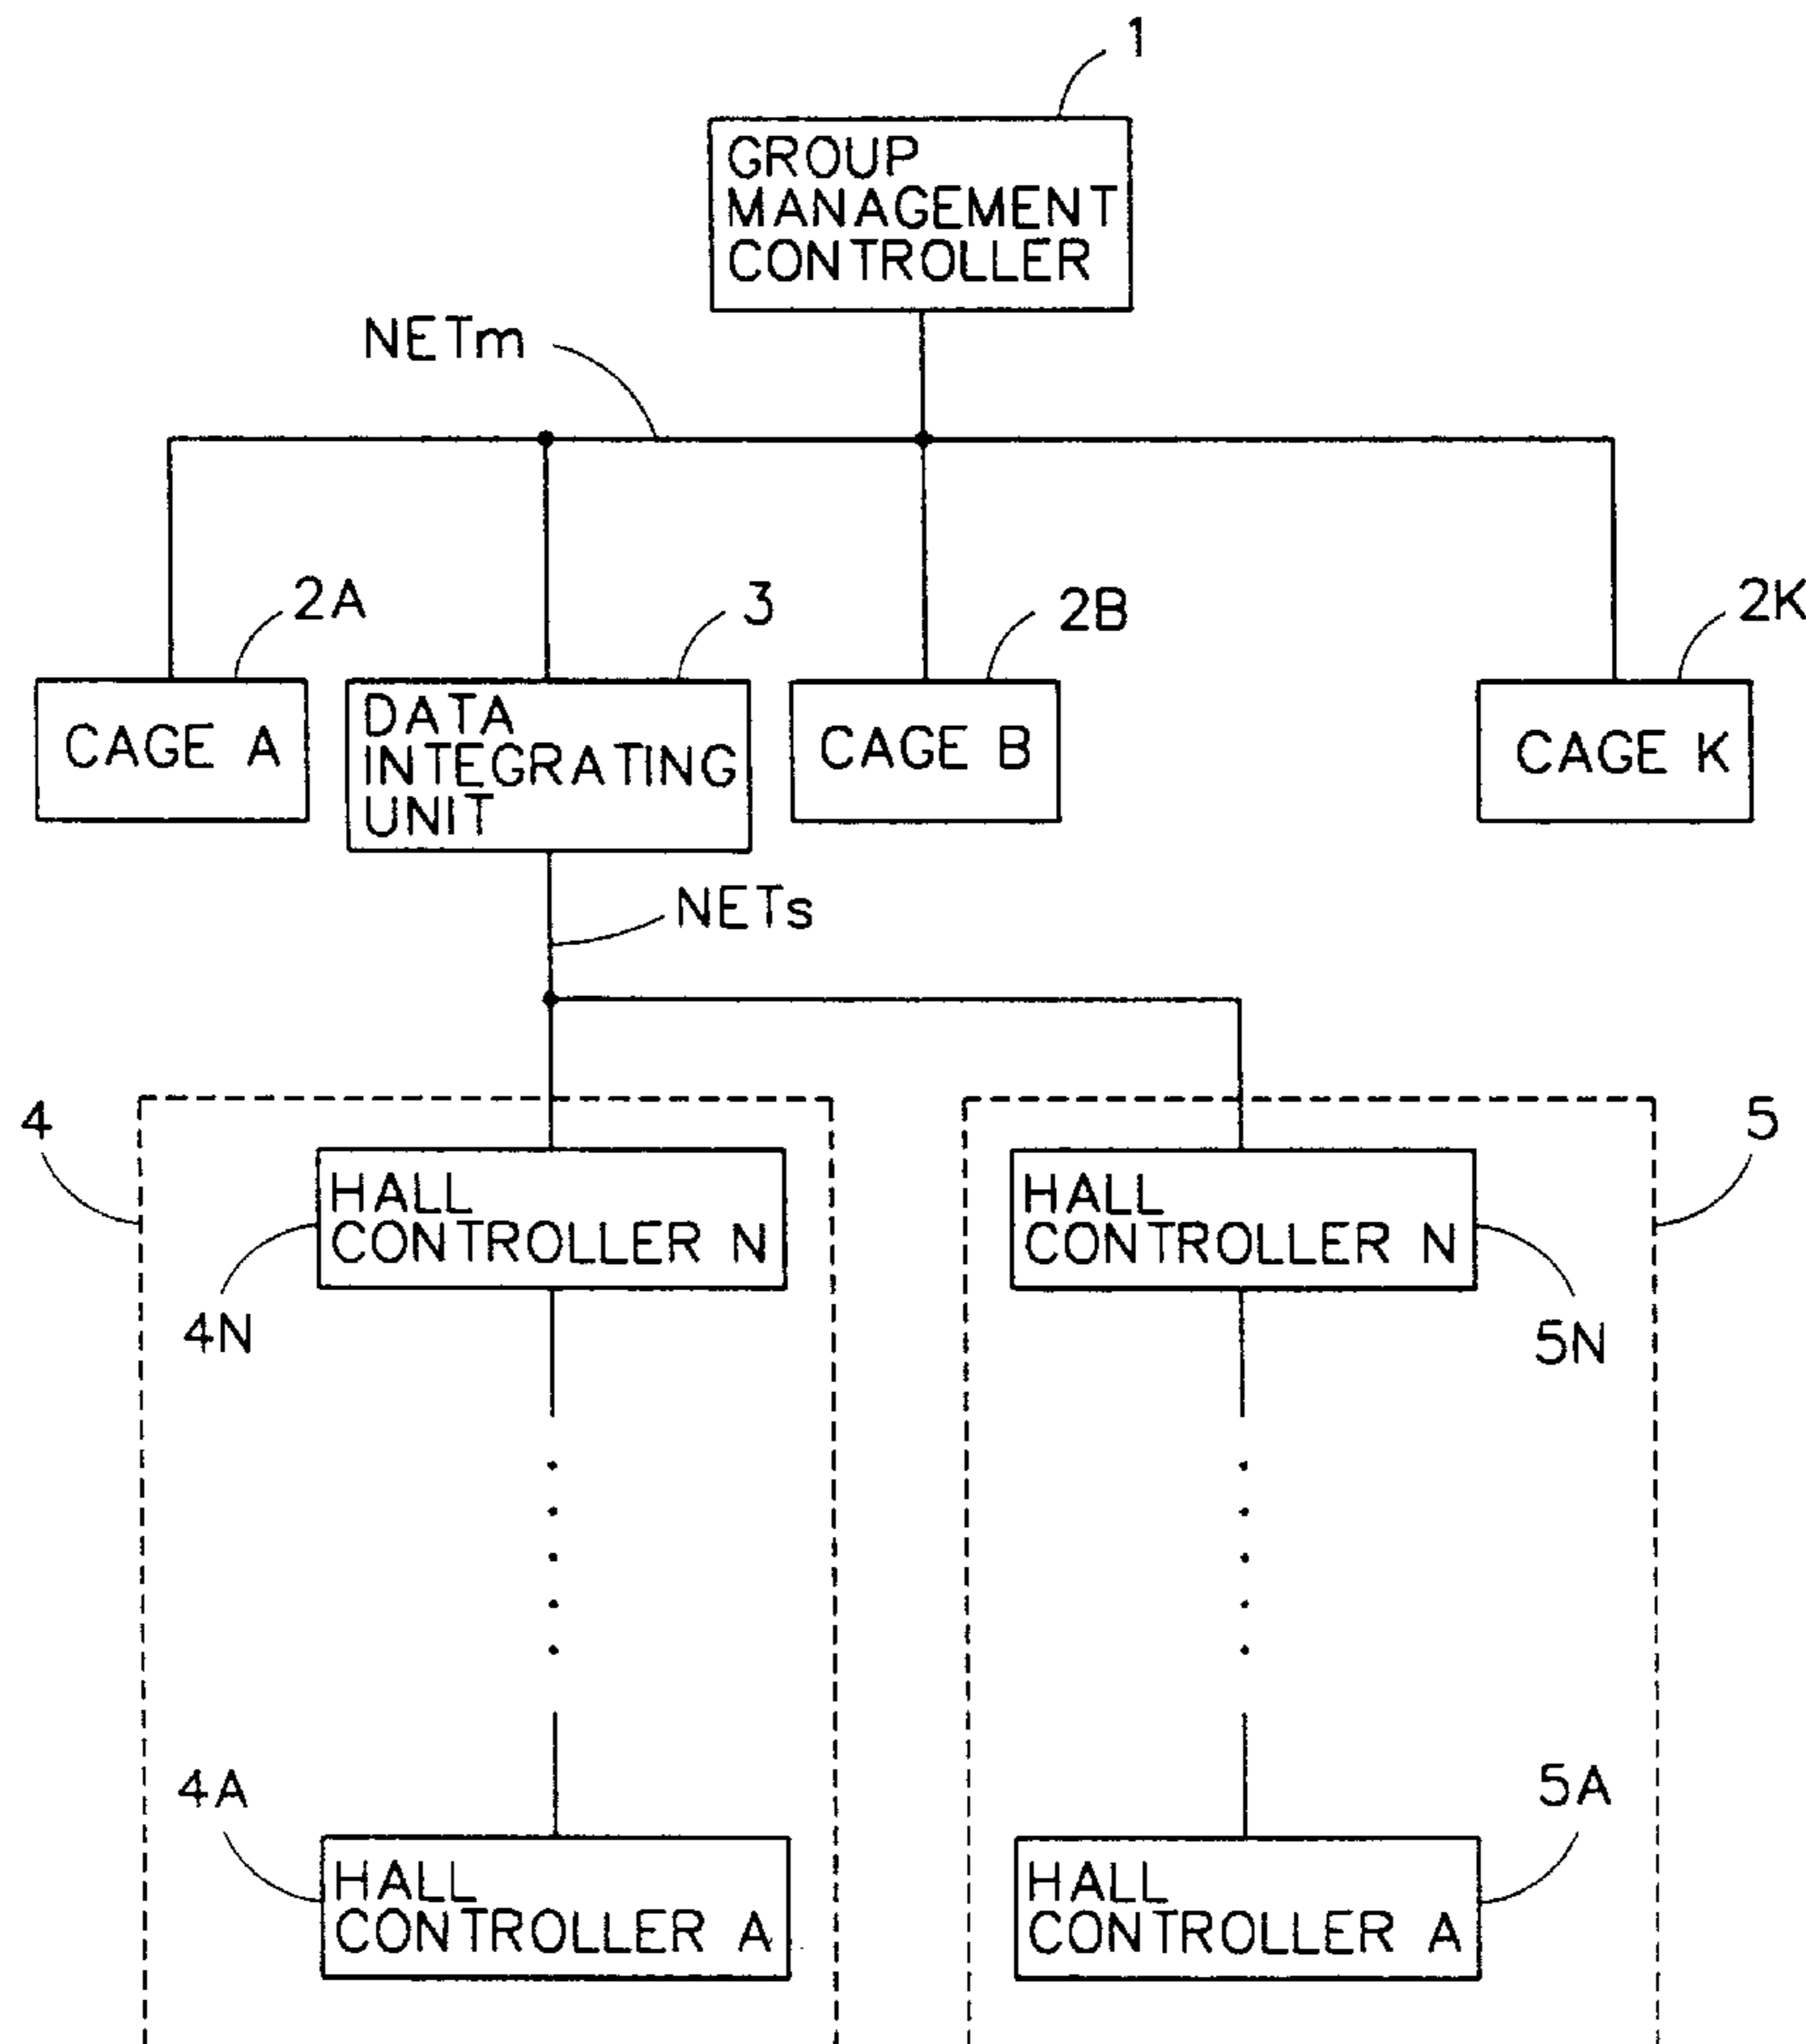 1
GROUP
MANAGEMENT
CONTROLLER
NETm
2A
3
2B
2K
CAGE A
DATA
INTEGRATING
UNIT
CAGE B
CAGE K
NETs
4
5
HALL
CONTROLLER N
HALL
CONTROLLER N
4N
5N
4A
5A
HALL
CONTROLLER A
HALL
CONTROLLER A